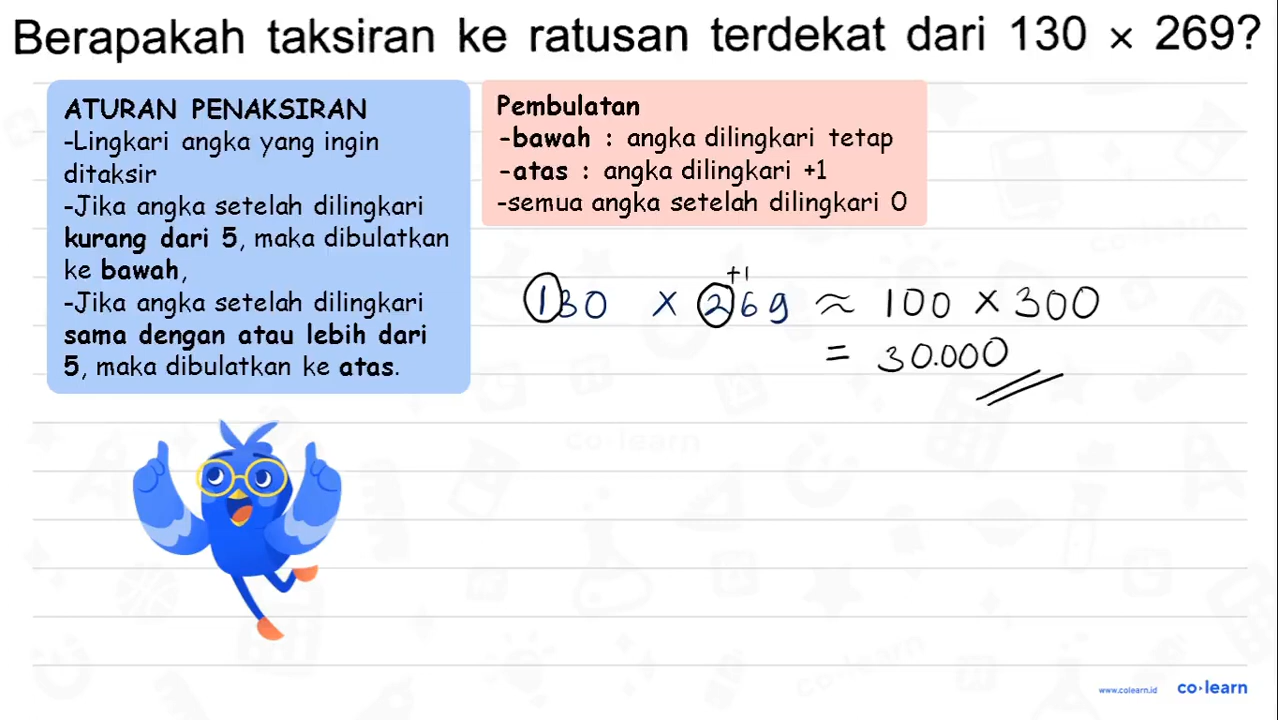 Berapakah taksiran ke ratusan terdekat dari 130 × 269?
ATURAN PENAKSIRAN
-Lingkari angka yang ingin
ditaksir
-Jika angka setelah dilingkari
kurang dari 5, maka dibulatkan
ke bawah,
-Jika angka setelah dilingkari
sama dengan atau lebih dari
5, maka dibulatkan ke atas.
Pembulatan
-bawah : angka dilingkari tetap
-atas : angka dilingkari +1
-semua angka setelah dilingkari 0
+1
130 × 269 ≈ 100 × 300
= 30.000
co·learn
www.colearn.id co·learn